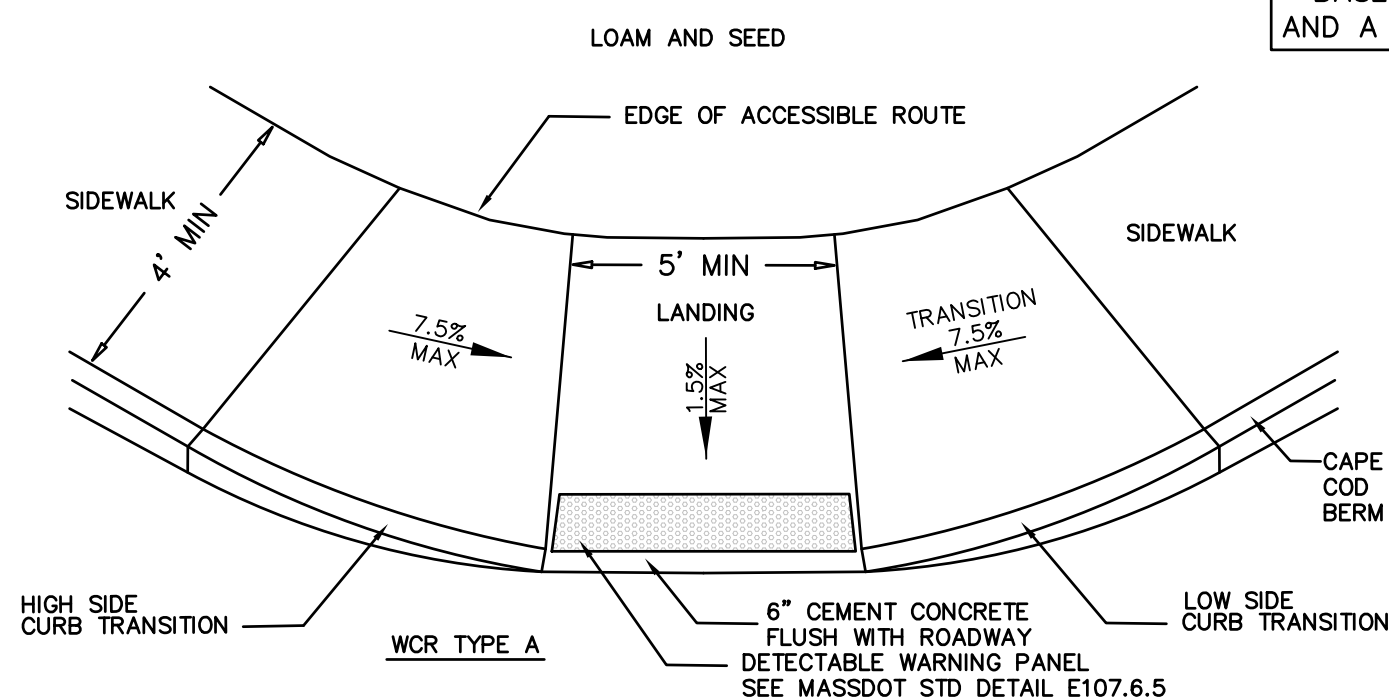 BASE
AND A
LOAM AND SEED
EDGE OF ACCESSIBLE ROUTE
SIDEWALK
4' MIN
SIDEWALK
5' MIN
LANDING
7.5%
MAX
TRANSITION
7.5%
MAX
1.5%
MAX
CAPE
COD
BERM
HIGH SIDE
CURB TRANSITION
WCR TYPE A
6" CEMENT CONCRETE
FLUSH WITH ROADWAY
DETECTABLE WARNING PANEL
SEE MASSDOT STD DETAIL E107.6.5
LOW SIDE
CURB TRANSITION